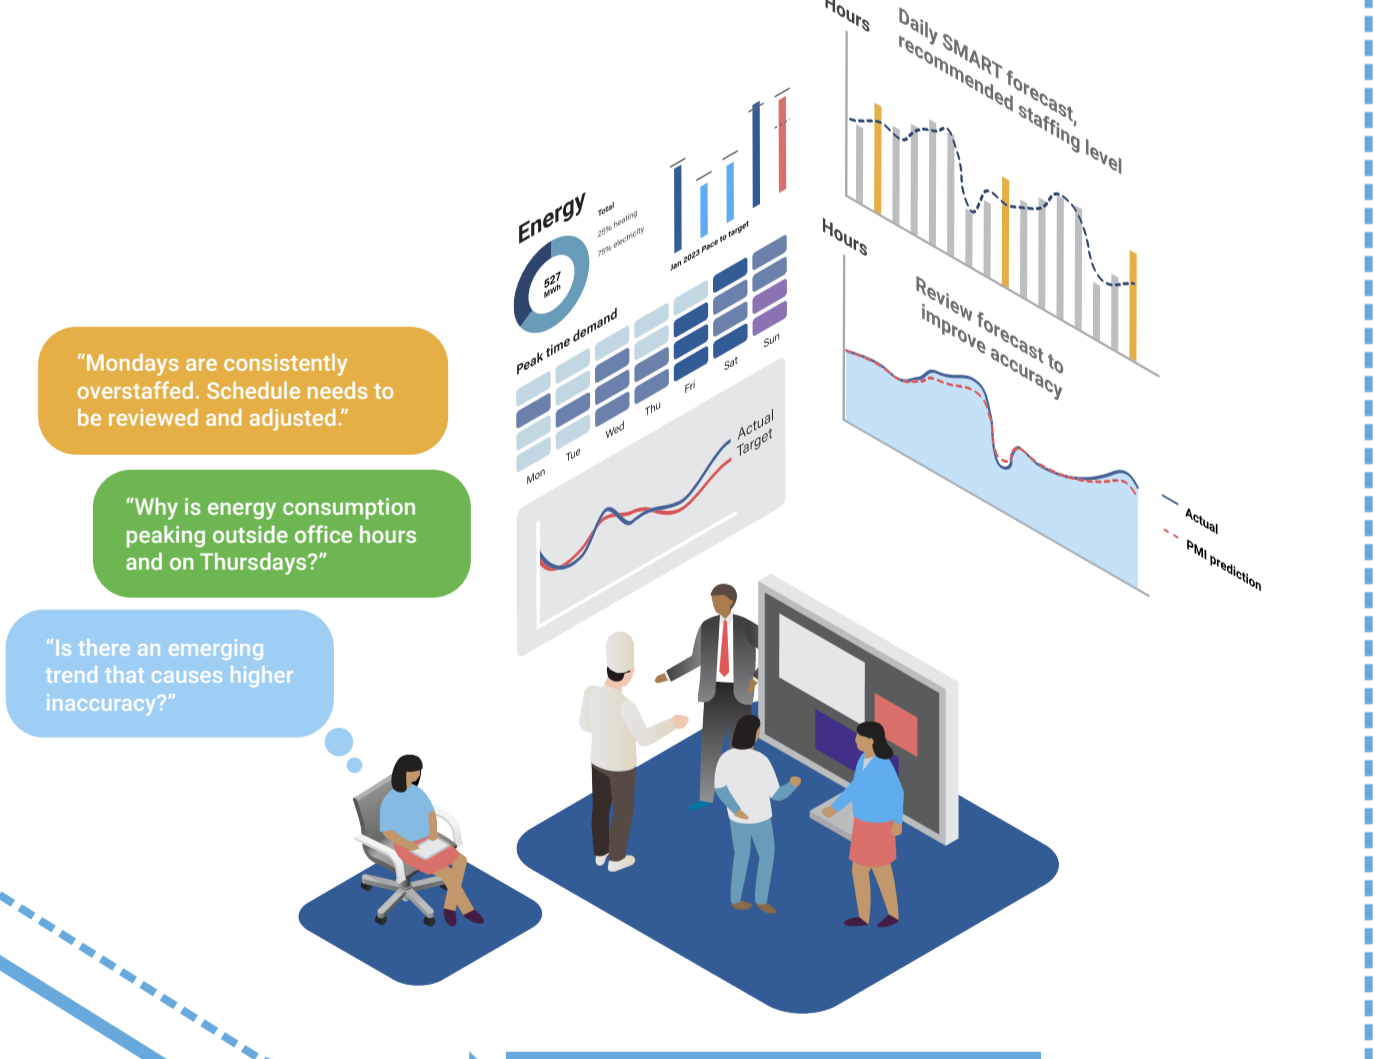 Hours
Daily SMART forecast,
recommended staffing level
Energy
Total
25% heating
75% electricity
527
MWh
Jan 2023 Pace to target
Peak time demand
Mon
Tue
Wed
Thu
Fri
Sat
Sun
Actual
Target
Hours
Review forecast to
improve accuracy
Actual
PMI prediction
“Mondays are consistently
overstaffed. Schedule needs to
be reviewed and adjusted.”
“Why is energy consumption
peaking outside office hours
and on Thursdays?”
“Is there an emerging
trend that causes higher
inaccuracy?”